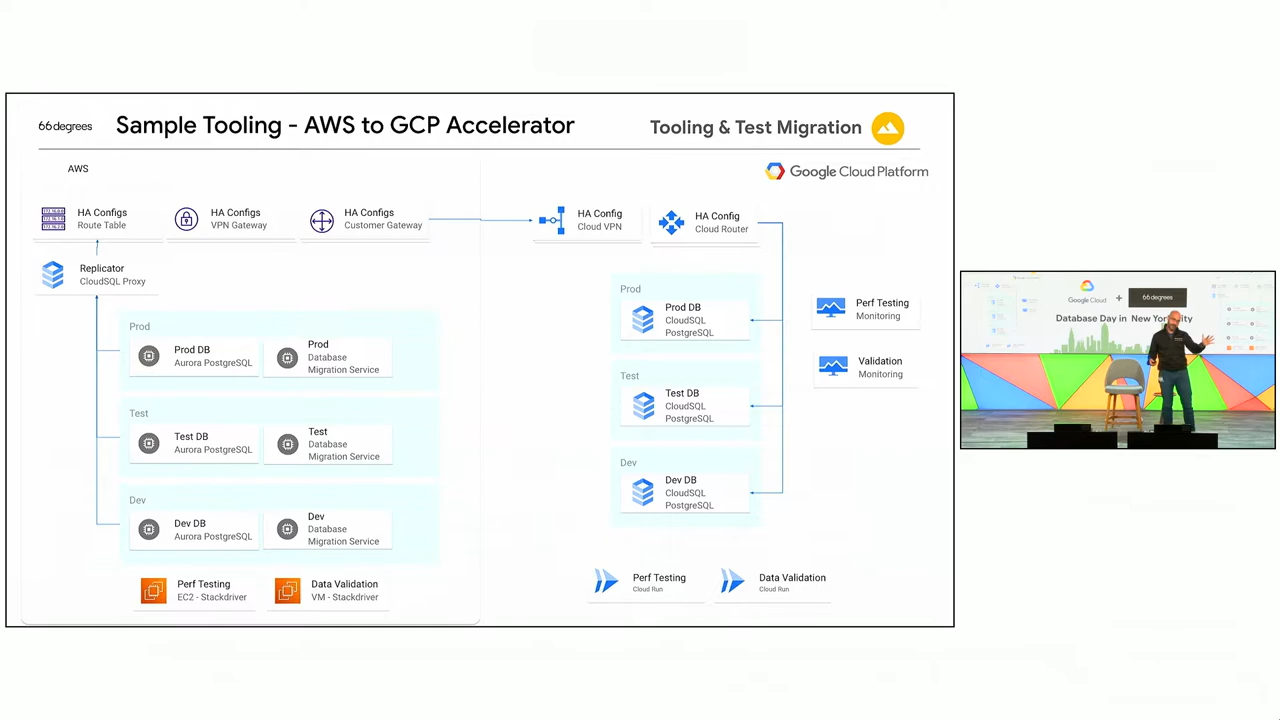 66degrees
Sample Tooling - AWS to GCP Accelerator
Tooling & Test Migration
AWS
Google Cloud Platform
HA Configs
Route Table
HA Configs
VPN Gateway
HA Configs
Customer Gateway
HA Config
Cloud VPN
HA Config
Cloud Router
Replicator
CloudSQL Proxy
Prod
Prod DB
Aurora PostgreSQL
Prod
Database
Migration Service
Test
Test DB
Aurora PostgreSQL
Test
Database
Migration Service
Dev
Dev DB
Aurora PostgreSQL
Dev
Database
Migration Service
Perf Testing
EC2 - Stackdriver
Data Validation
VM - Stackdriver
Prod
Prod DB
CloudSQL
PostgreSQL
Test
Test DB
CloudSQL
PostgreSQL
Dev
Dev DB
CloudSQL
PostgreSQL
Perf Testing
Monitoring
Validation
Monitoring
Perf Testing
Cloud Run
Data Validation
Cloud Run
Google Cloud + 66degrees
Database Day in New York City